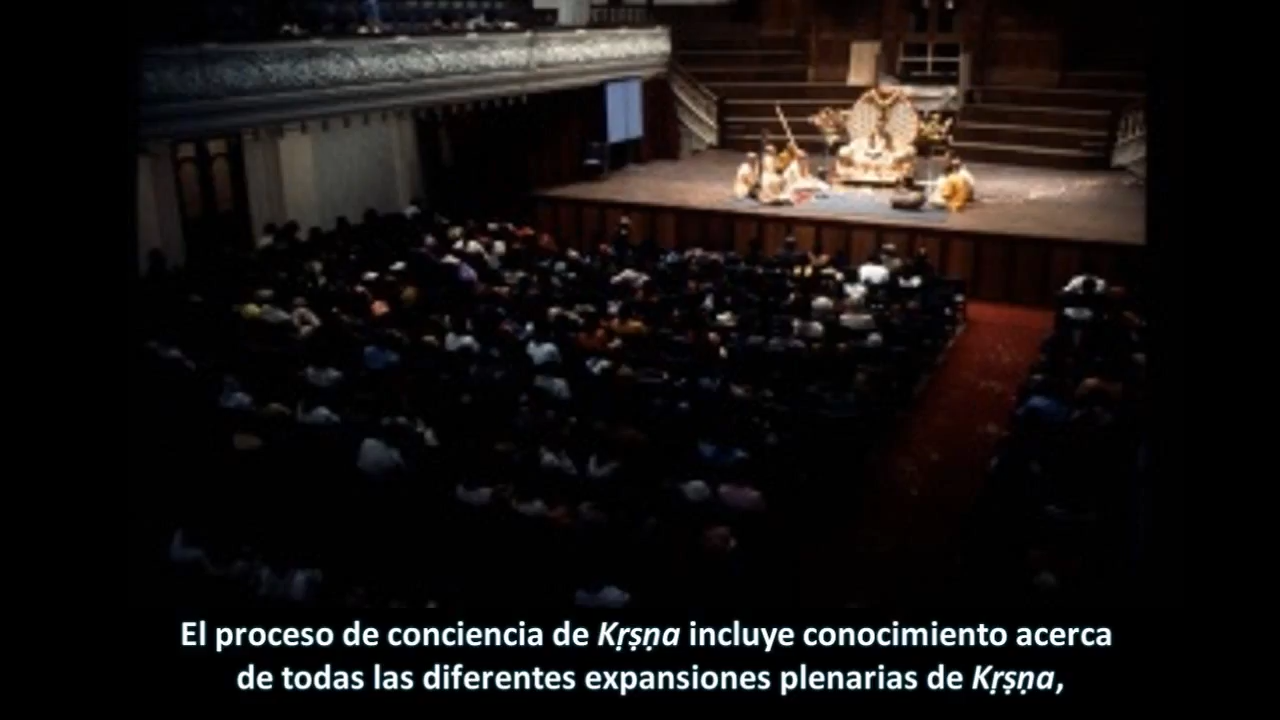 El proceso de conciencia de Kṛṣṇa incluye conocimiento acerca
de todas las diferentes expansiones plenarias de Kṛṣṇa,